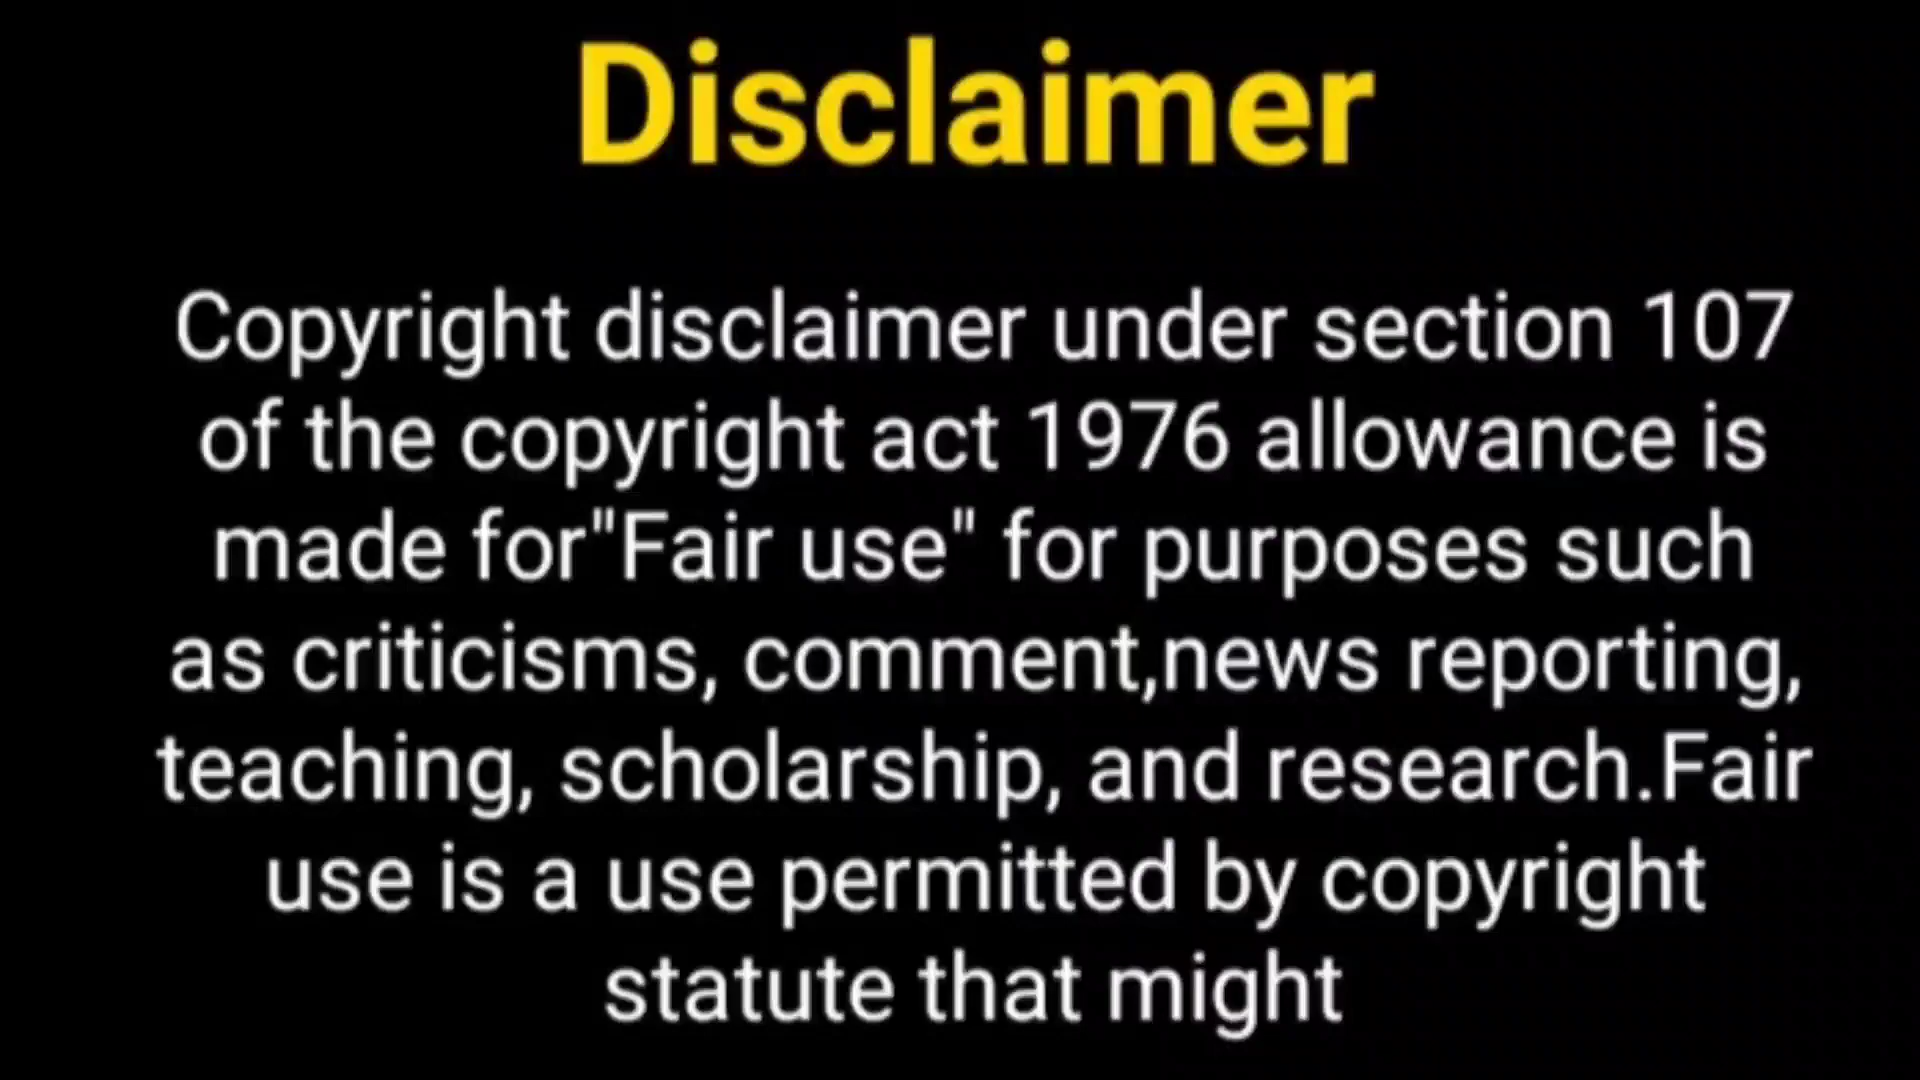 Disclaimer
Copyright disclaimer under section 107
of the copyright act 1976 allowance is
made for"Fair use" for purposes such
as criticisms, comment,news reporting,
teaching, scholarship, and research.Fair
use is a use permitted by copyright
statute that might